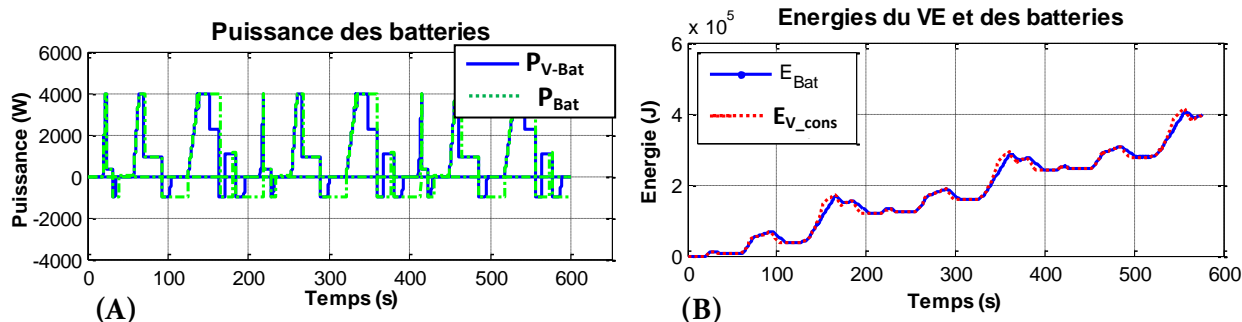 Puissance des batteries
Puissance (W)
6000
4000
2000
0
-2000
-4000
0 100 200 300 400 500 600
Temps (s)
P_V-Bat
P_Bat
(A)
Energies du VE et des batteries
x 10^5
Energie (J)
6
4
2
0
0 100 200 300 400 500 600
Temps (s)
E_Bat
E_V_cons
(B)